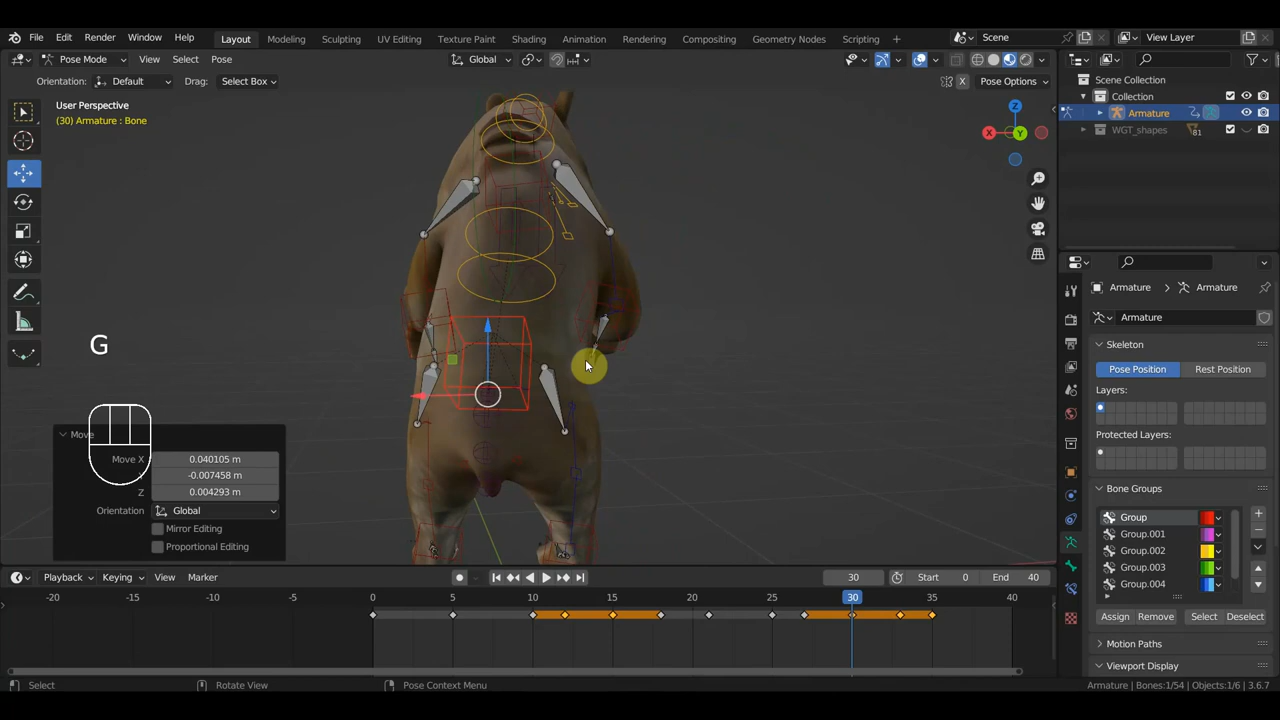 File Edit Render Window Help Layout Modeling Sculpting UV Editing Texture Paint Shading Animation Rendering Compositing Geometry Nodes Scripting Scene View Layer
Pose Mode View Select Pose Global
Orientation: Default Drag: Select Box X Pose Options
User Perspective
(30) Armature : Bone
Z
X
Y
G
Move
Move X 0.040105 m
-0.007458 m
Z 0.004293 m
Orientation Global
Mirror Editing
Proportional Editing
Scene Collection
Collection
Armature
WGT_shapes 81
Armature Armature
Armature
Skeleton
Pose Position Rest Position
Layers:
Protected Layers:
Bone Groups
Group
Group.001
Group.002
Group.003
Group.004
Assign Remove Select Deselect
Motion Paths
Viewport Display
Playback Keying View Marker 30 Start 0 End 40
-20 -15 -10 -5 0 5 10 15 20 25 30 35 40
Select Rotate View Pose Context Menu Armature | Bones:1/54 | Objects:1/6 | 3.6.7